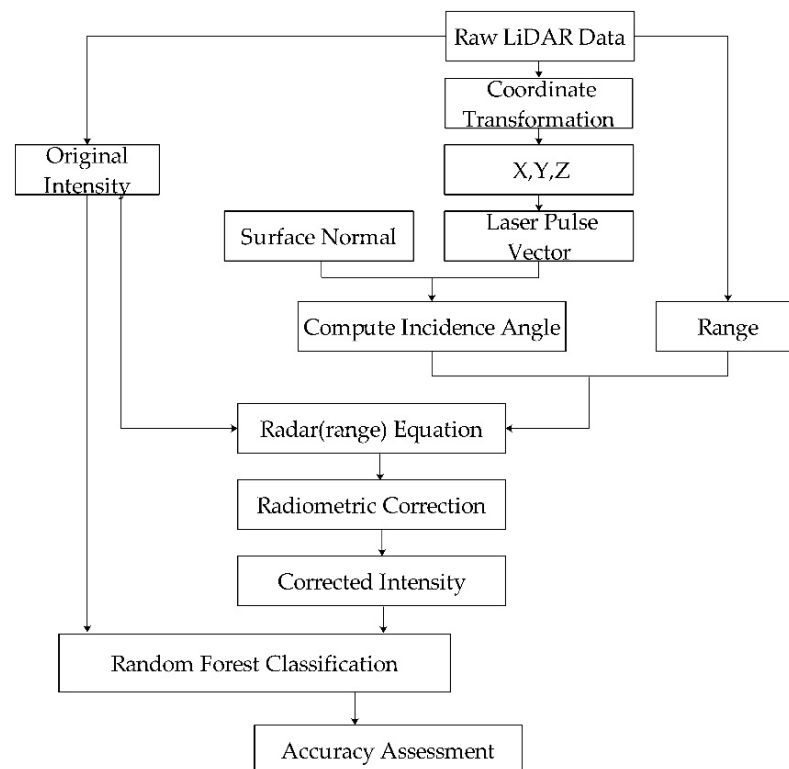 Raw LiDAR Data
Coordinate
Transformation
Original
Intensity
X,Y,Z
Surface Normal
Laser Pulse
Vector
Compute Incidence Angle
Range
Radar(range) Equation
Radiometric Correction
Corrected Intensity
Random Forest Classification
Accuracy Assessment